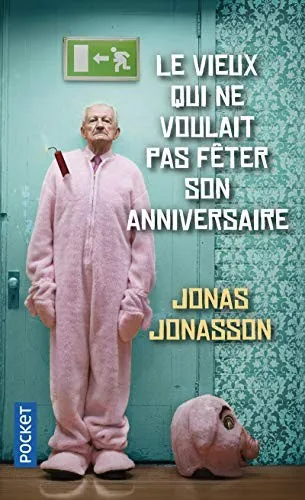 LE VIEUX
QUI NE
VOULAIT
PAS FÊTER
SON
ANNIVERSAIRE
JONAS
JONASSON
POCKET